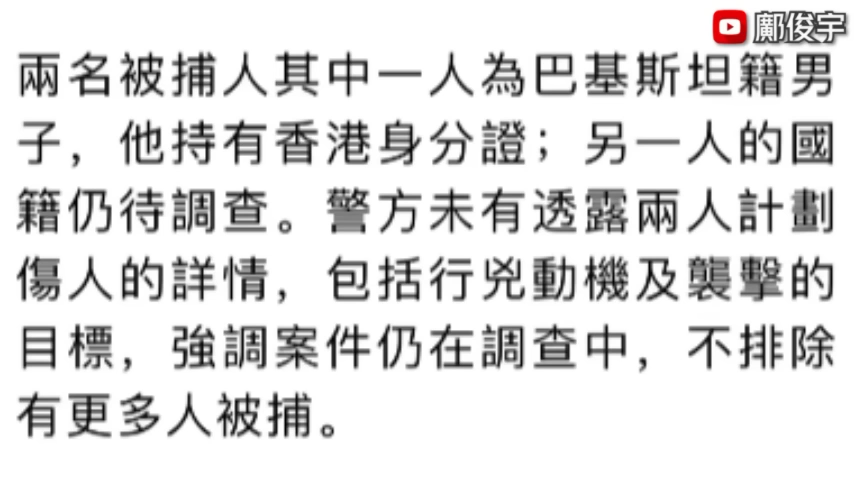 鄺俊宇
兩名被捕人其中一人為巴基斯坦籍男
子，他持有香港身分證；另一人的國
籍仍待調查。警方未有透露兩人計劃
傷人的詳情，包括行兇動機及襲擊的
目標，強調案件仍在調查中，不排除
有更多人被捕。